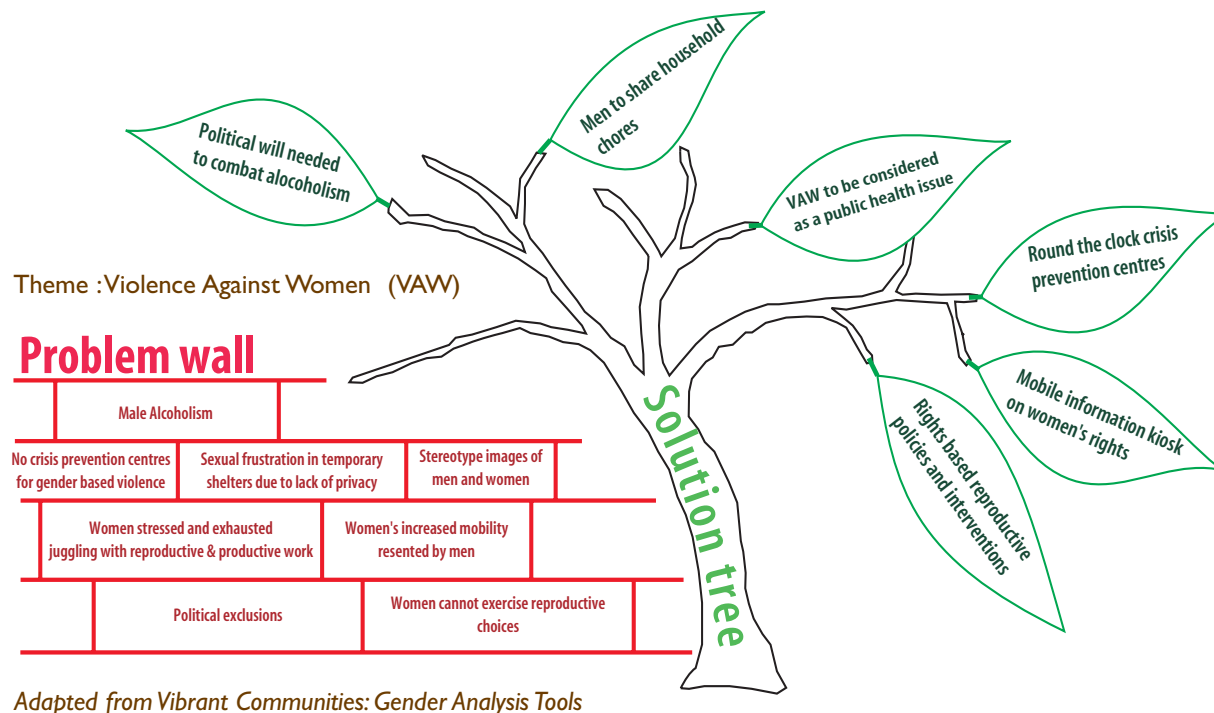 Political will needed
to combat alocoholism
Men to share household
chores
VAW to be considered
as a public health issue
Round the clock crisis
prevention centres
Mobile information kiosk
on women's rights
Rights based reproductive
policies and interventions
Solution tree
Theme : Violence Against Women (VAW)
Problem wall
Male Alcoholism
No crisis prevention centres
for gender based violence
Sexual frustration in temporary
shelters due to lack of privacy
Stereotype images of
men and women
Women stressed and exhausted
juggling with reproductive & productive work
Women's increased mobility
resented by men
Political exclusions
Women cannot exercise reproductive
choices
Adapted from Vibrant Communities: Gender Analysis Tools